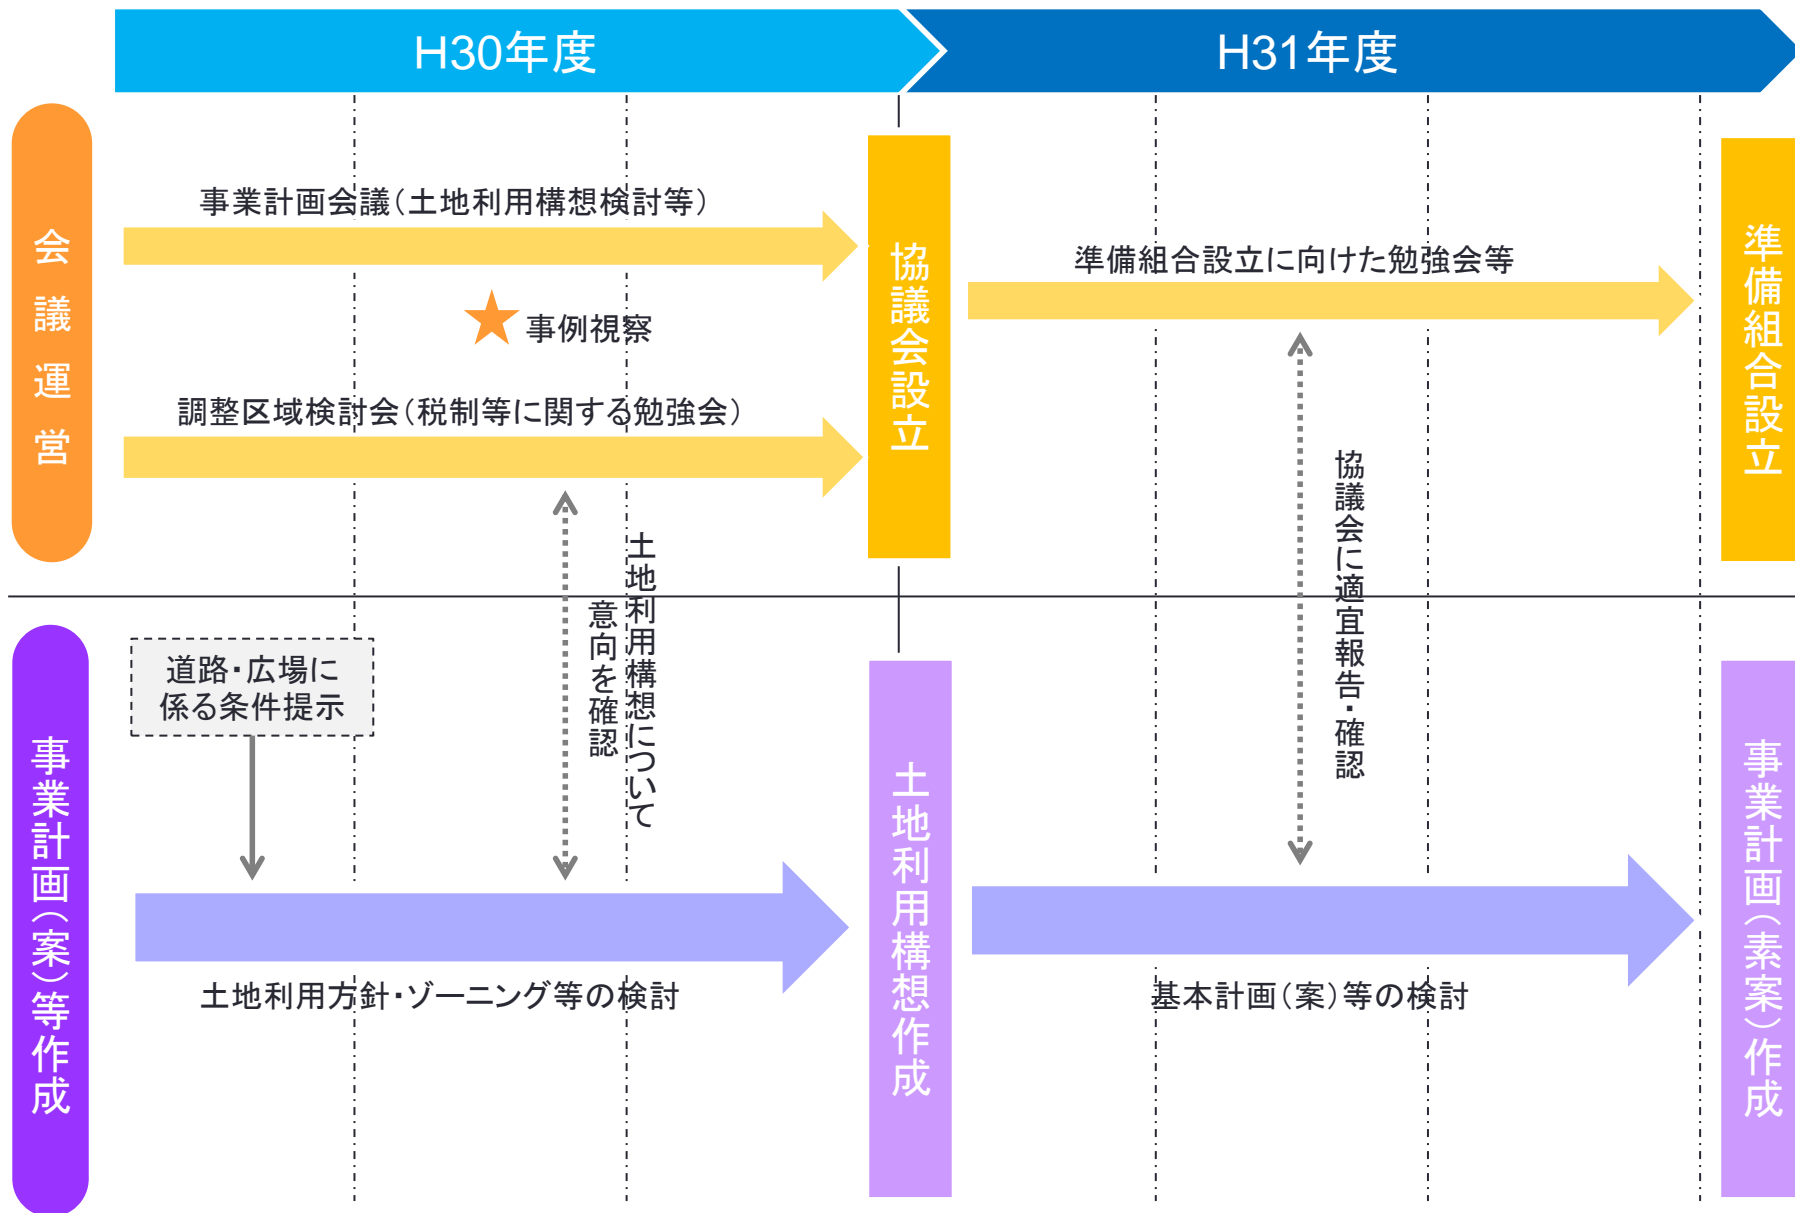 H30年度
H31年度
会議運営
事業計画会議(土地利用構想検討等)
事例視察
調整区域検討会(税制等に関する勉強会)
協議会設立
準備組合設立に向けた勉強会等
準備組合設立
土地利用構想について
意向を確認
協議会に適宜報告・確認
事業計画(案)等作成
道路・広場に
係る条件提示
土地利用方針・ゾーニング等の検討
土地利用構想作成
基本計画(案)等の検討
事業計画(素案)作成